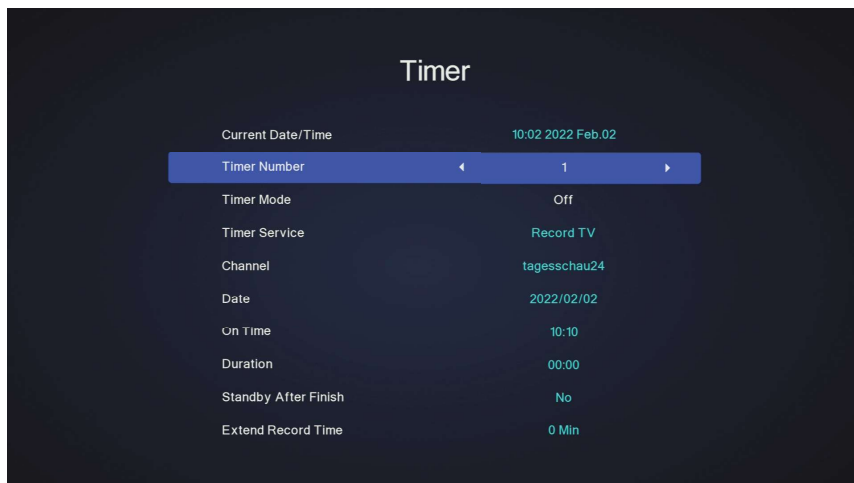 Timer
Current Date/Time 10:02 2022 Feb.02
Timer Number 1
Timer Mode Off
Timer Service Record TV
Channel tagesschau24
Date 2022/02/02
On Time 10:10
Duration 00:00
Standby After Finish No
Extend Record Time 0 Min